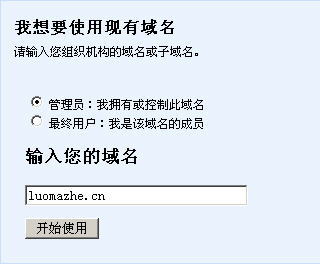 我想要使用现有域名
请输入您组织机构的域名或子域名。
管理员：我拥有或控制此域名
最终用户：我是该域名的成员
输入您的域名
luomazhe.cn
开始使用